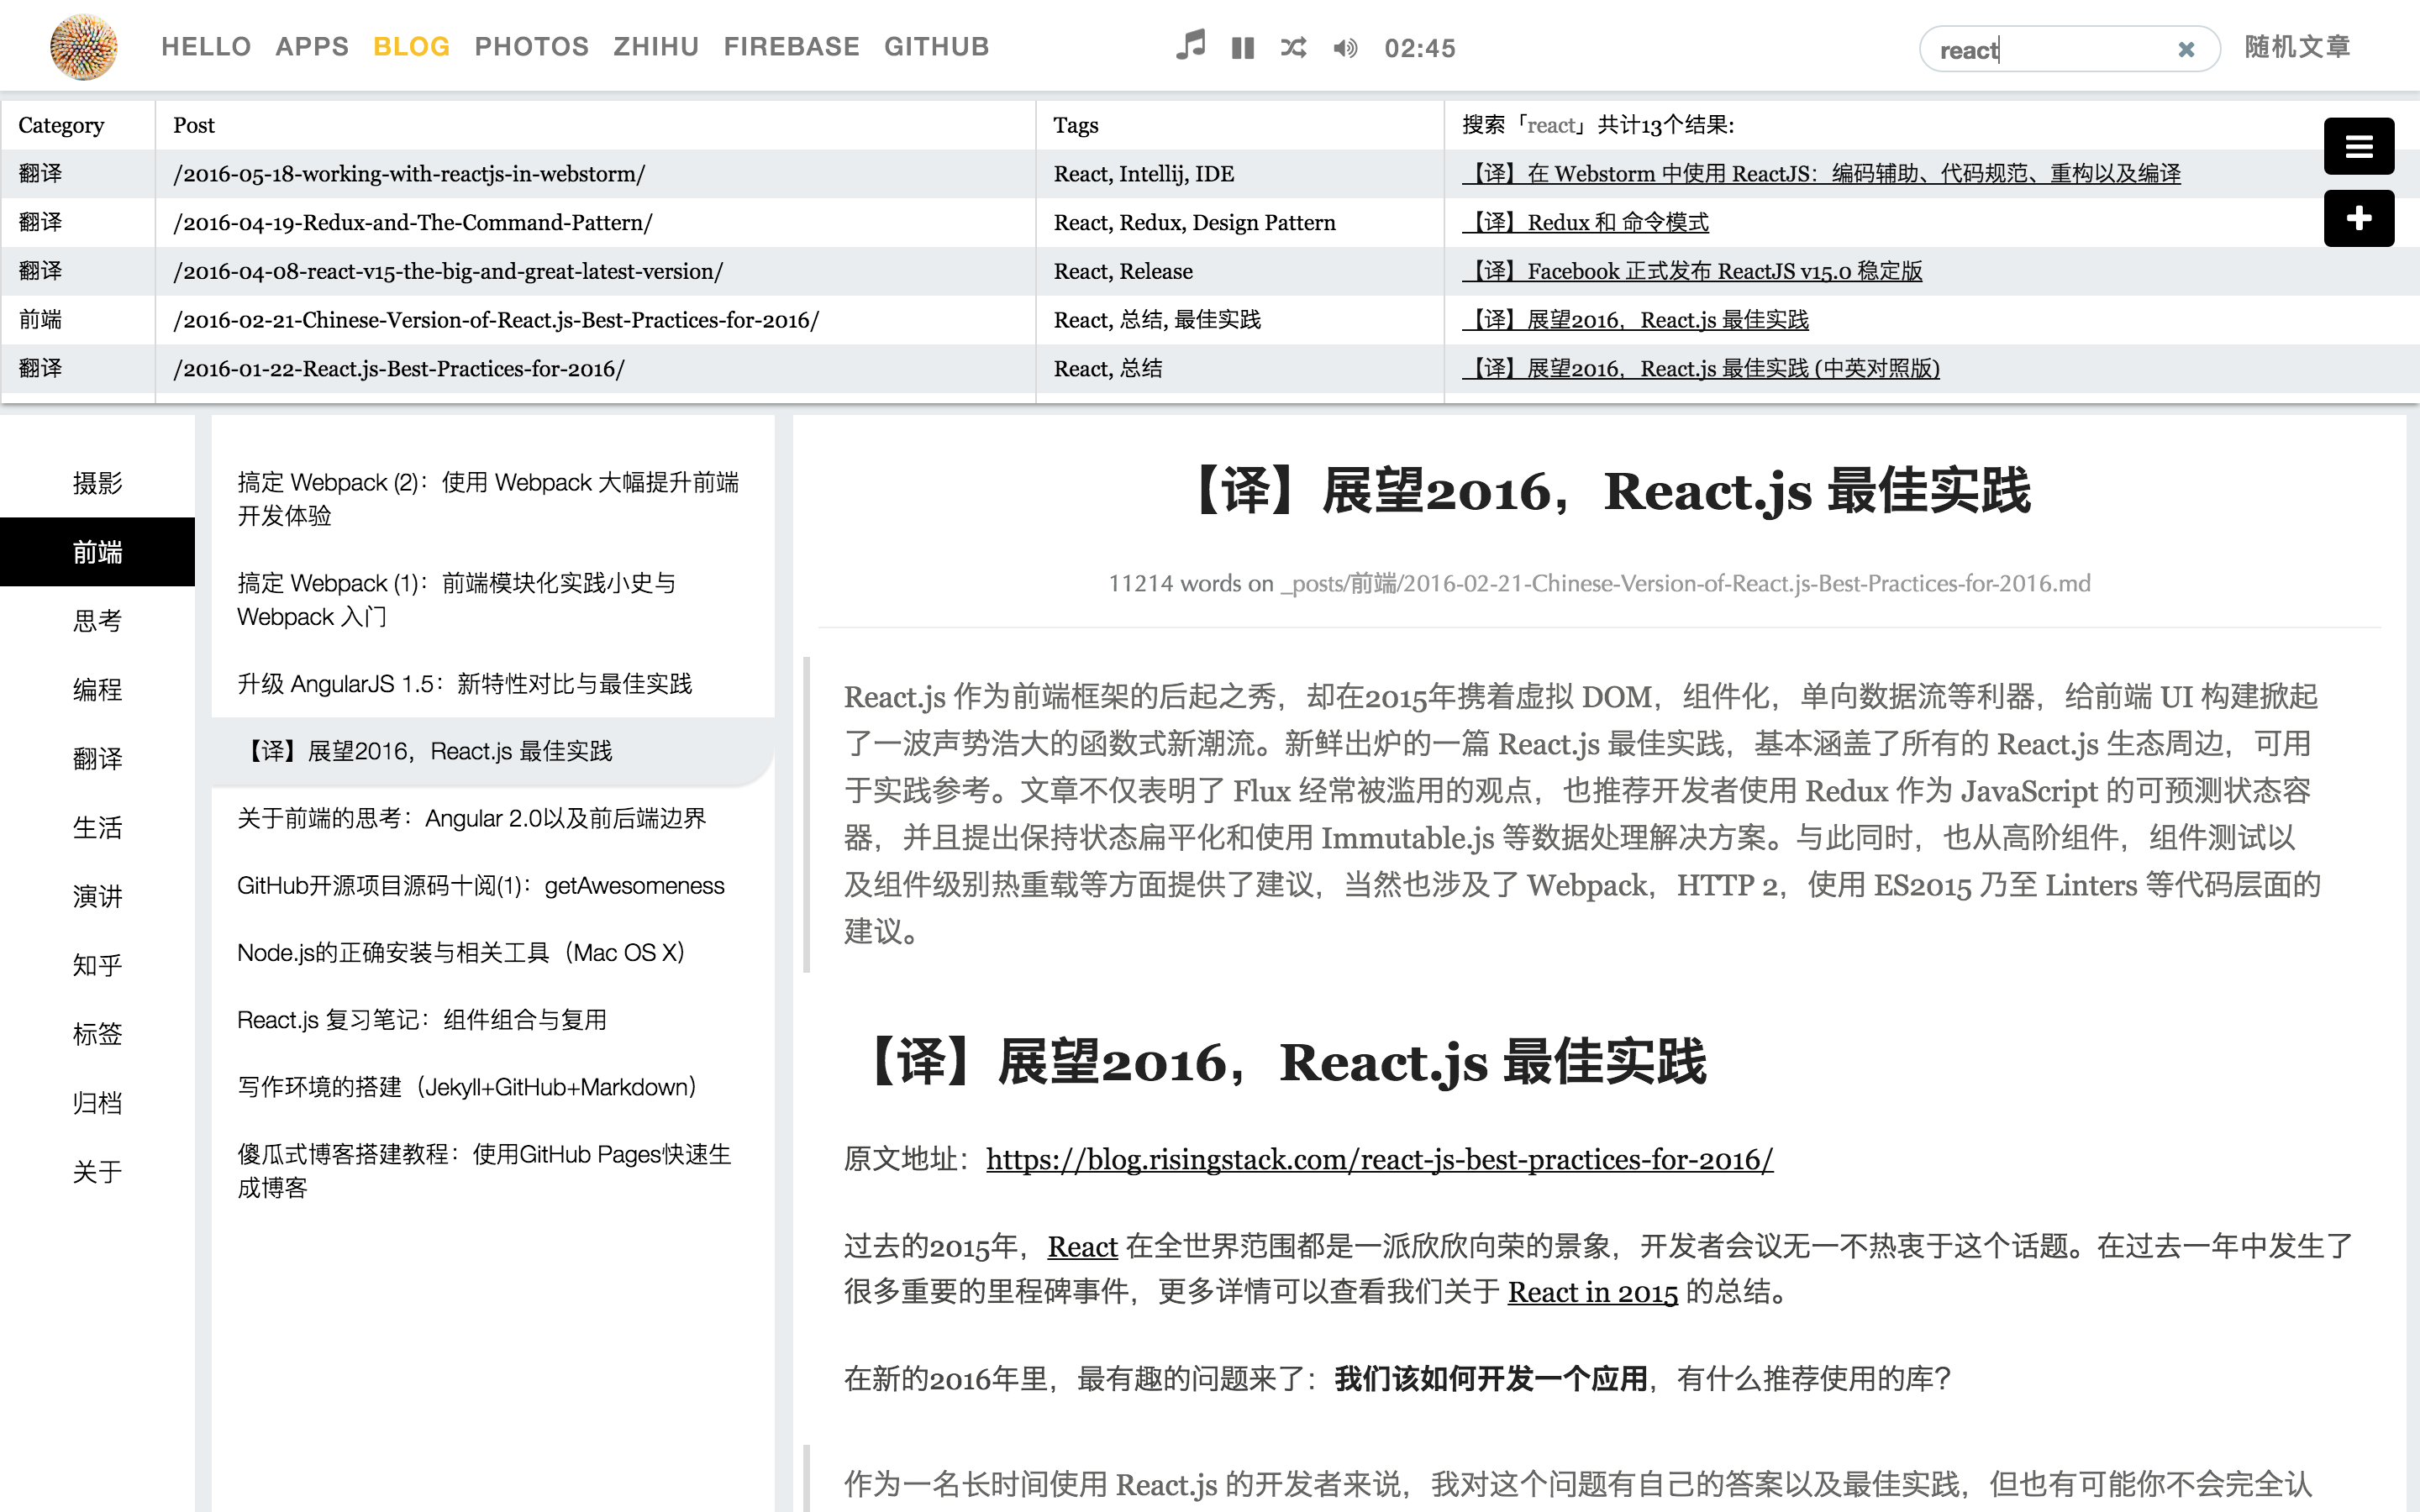 HELLO APPS BLOG PHOTOS ZHIHU FIREBASE GITHUB 02:45 react 随机文章
Category Post Tags 搜索「react」共计13个结果:
翻译 /2016-05-18-working-with-reactjs-in-webstorm/ React, Intellij, IDE 【译】在 Webstorm 中使用 ReactJS：编码辅助、代码规范、重构以及编译
翻译 /2016-04-19-Redux-and-The-Command-Pattern/ React, Redux, Design Pattern 【译】Redux 和 命令模式
翻译 /2016-04-08-react-v15-the-big-and-great-latest-version/ React, Release 【译】Facebook 正式发布 ReactJS v15.0 稳定版
前端 /2016-02-21-Chinese-Version-of-React.js-Best-Practices-for-2016/ React, 总结, 最佳实践 【译】展望2016，React.js 最佳实践
翻译 /2016-01-22-React.js-Best-Practices-for-2016/ React, 总结 【译】展望2016，React.js 最佳实践 (中英对照版)
摄影
前端
思考
编程
翻译
生活
演讲
知乎
标签
归档
关于
搞定 Webpack (2)：使用 Webpack 大幅提升前端
开发体验
搞定 Webpack (1)：前端模块化实践小史与
Webpack 入门
升级 AngularJS 1.5：新特性对比与最佳实践
【译】展望2016，React.js 最佳实践
关于前端的思考：Angular 2.0以及前后端边界
GitHub开源项目源码十阅(1)：getAwesomeness
Node.js的正确安装与相关工具（Mac OS X）
React.js 复习笔记：组件组合与复用
写作环境的搭建（Jekyll+GitHub+Markdown）
傻瓜式博客搭建教程：使用GitHub Pages快速生
成博客
【译】展望2016，React.js 最佳实践
11214 words on _posts/前端/2016-02-21-Chinese-Version-of-React.js-Best-Practices-for-2016.md
React.js 作为前端框架的后起之秀，却在2015年携着虚拟 DOM，组件化，单向数据流等利器，给前端 UI 构建掀起
了一波声势浩大的函数式新潮流。新鲜出炉的一篇 React.js 最佳实践，基本涵盖了所有的 React.js 生态周边，可用
于实践参考。文章不仅表明了 Flux 经常被滥用的观点，也推荐开发者使用 Redux 作为 JavaScript 的可预测状态容
器，并且提出保持状态扁平化和使用 Immutable.js 等数据处理解决方案。与此同时，也从高阶组件，组件测试以
及组件级别热重载等方面提供了建议，当然也涉及了 Webpack，HTTP 2，使用 ES2015 乃至 Linters 等代码层面的
建议。
【译】展望2016，React.js 最佳实践
原文地址：https://blog.risingstack.com/react-js-best-practices-for-2016/
过去的2015年，React 在全世界范围都是一派欣欣向荣的景象，开发者会议无一不热衷于这个话题。在过去一年中发生了
很多重要的里程碑事件，更多详情可以查看我们关于 React in 2015 的总结。
在新的2016年里，最有趣的问题来了：我们该如何开发一个应用，有什么推荐使用的库？
作为一名长时间使用 React.js 的开发者来说，我对这个问题有自己的答案以及最佳实践，但也有可能你不会完全认